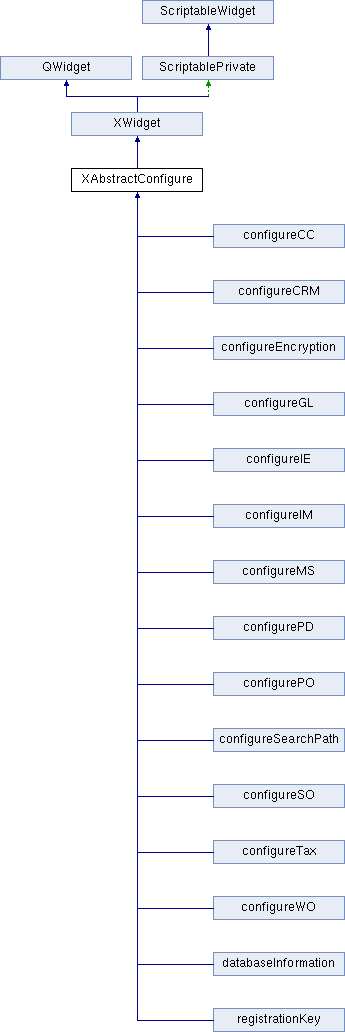 ScriptableWidget
QWidget
ScriptablePrivate
XWidget
XAbstractConfigure
configureCC
configureCRM
configureEncryption
configureGL
configureIE
configureIM
configureMS
configurePD
configurePO
configureSearchPath
configureSO
configureTax
configureWO
databaseInformation
registrationKey